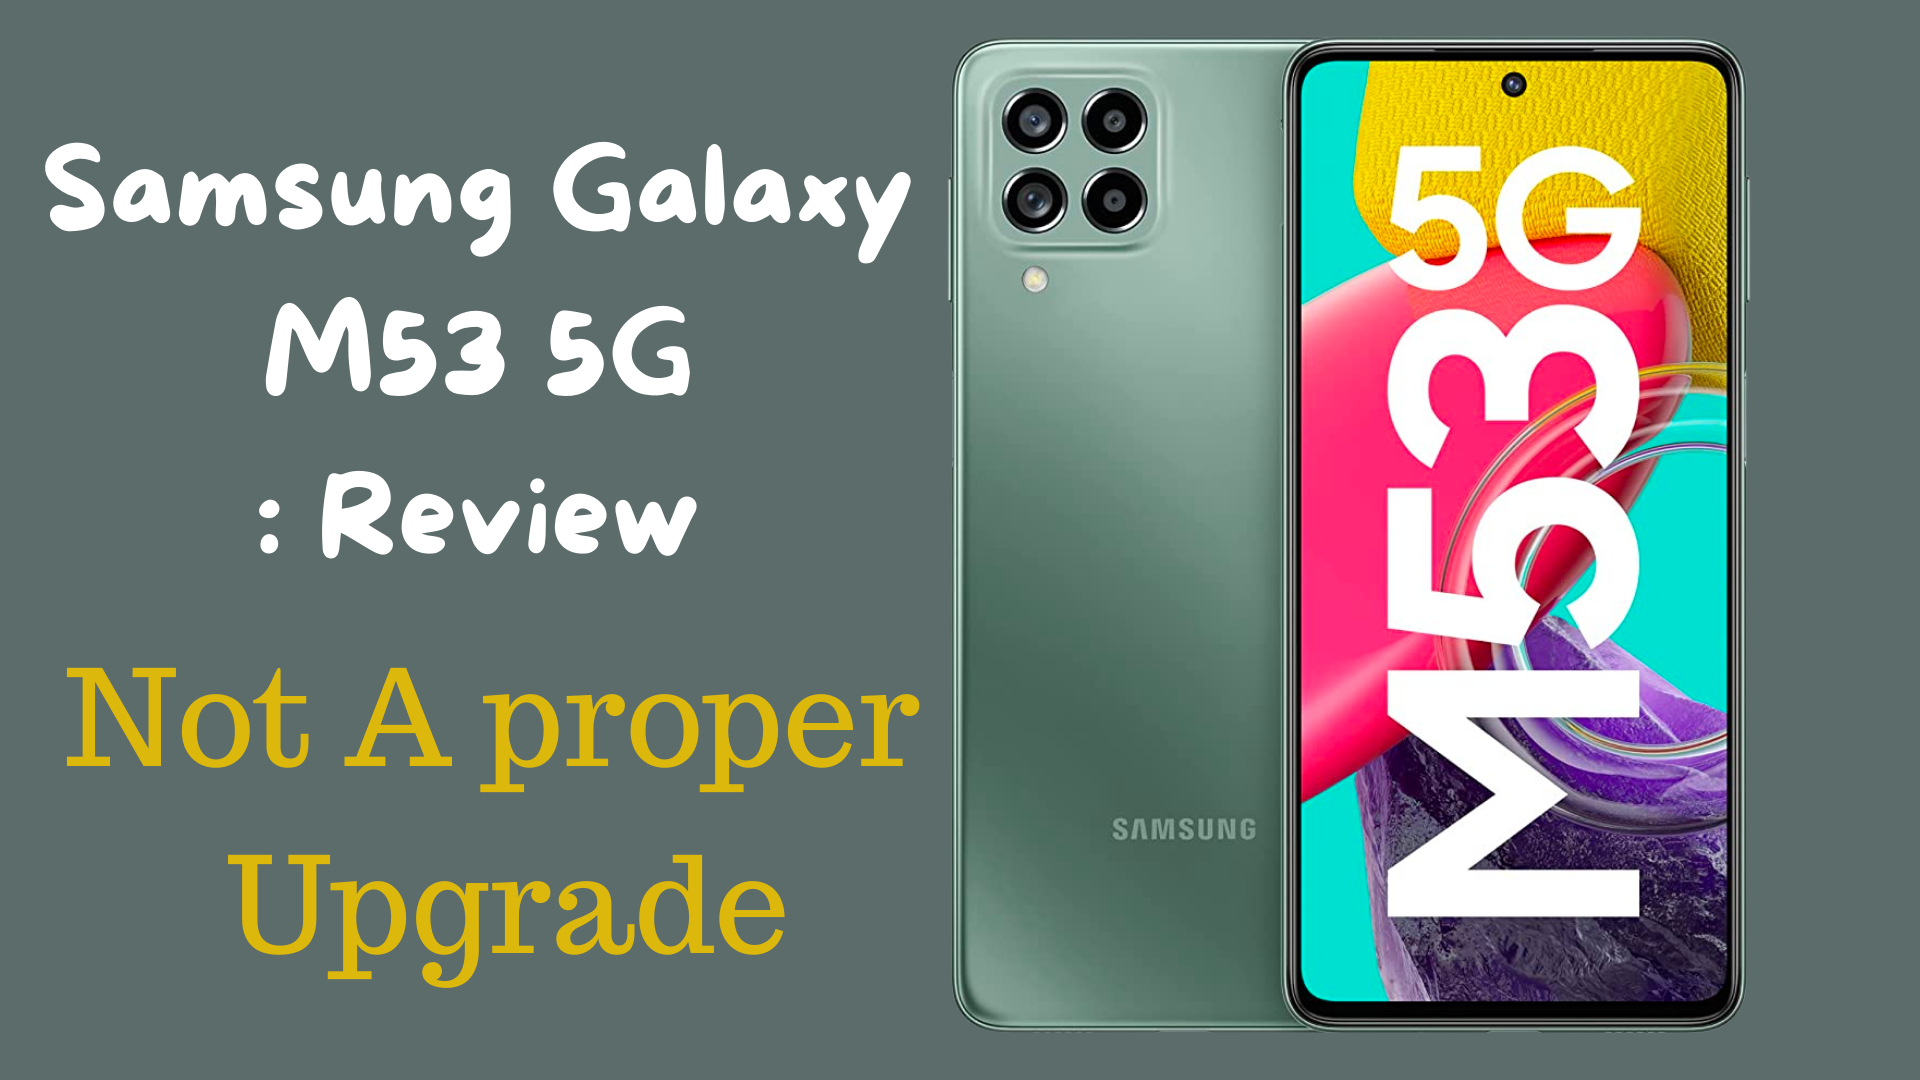 Samsung Galaxy
M53 5G
: Review
Not A proper
Upgrade
SAMSUNG
M53 5G